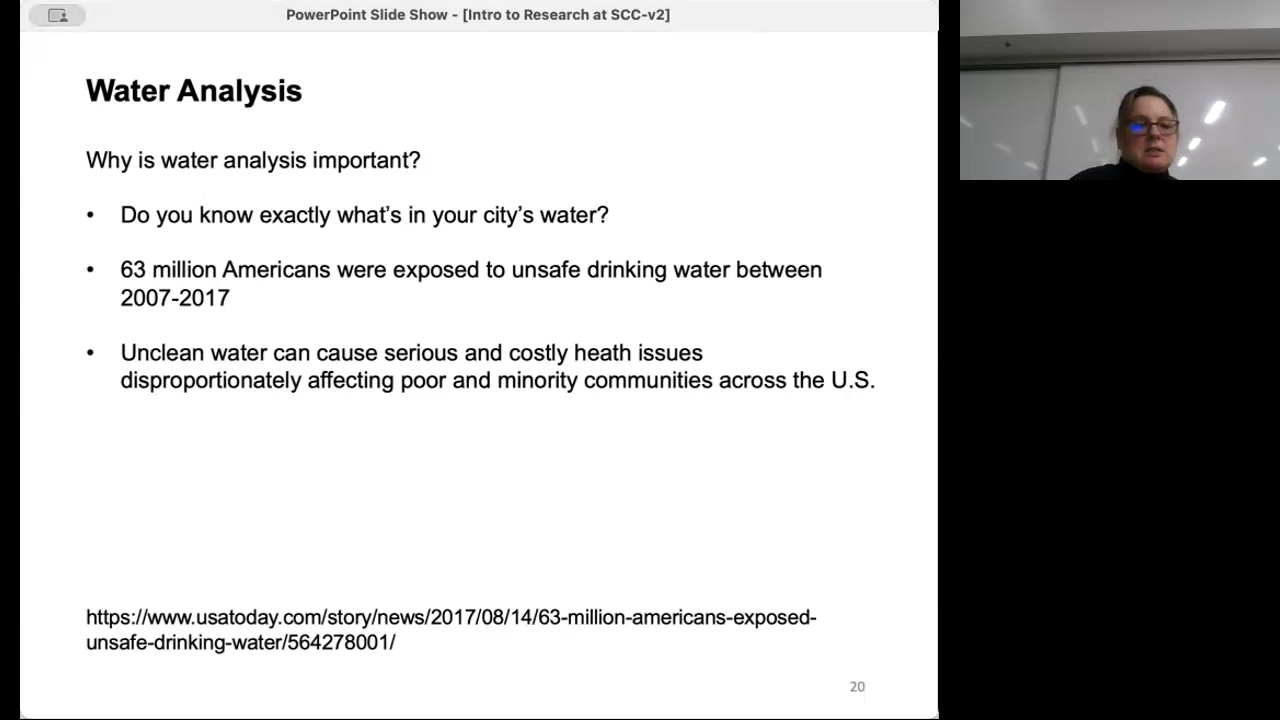 PowerPoint Slide Show - [Intro to Research at SCC-v2]
Water Analysis
Why is water analysis important?
• Do you know exactly what's in your city's water?
• 63 million Americans were exposed to unsafe drinking water between
2007-2017
• Unclean water can cause serious and costly heath issues
disproportionately affecting poor and minority communities across the U.S.
https://www.usatoday.com/story/news/2017/08/14/63-million-americans-exposed-
unsafe-drinking-water/564278001/
20